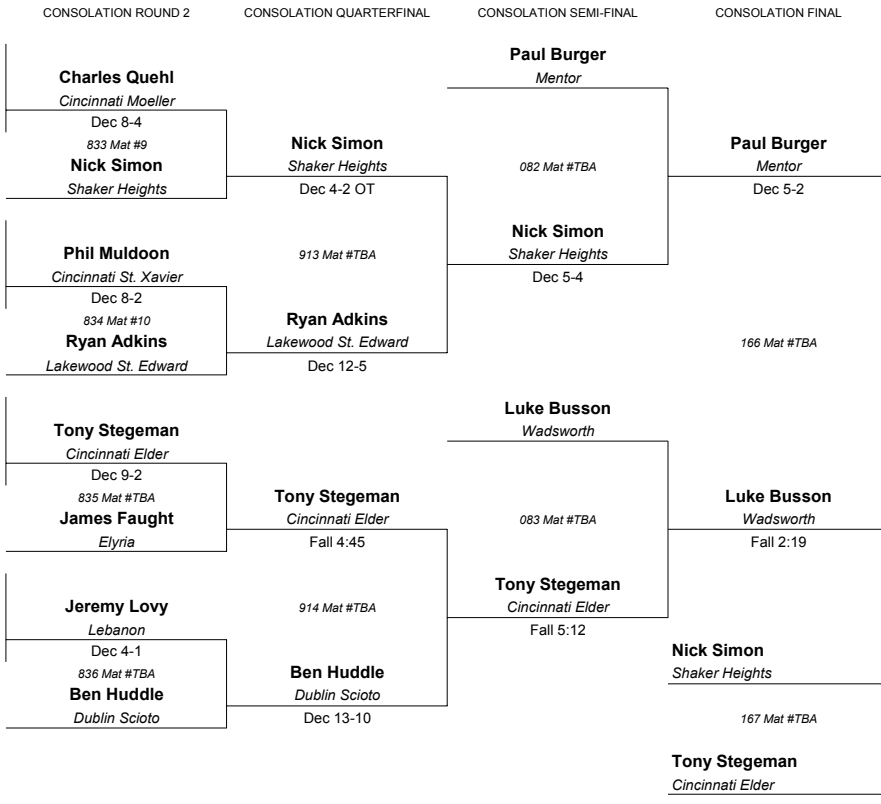 CONSOLATION ROUND 2
CONSOLATION QUARTERFINAL
CONSOLATION SEMI-FINAL
CONSOLATION FINAL
Charles Quehl
Cincinnati Moeller
Dec 8-4
833 Mat #9
Nick Simon
Shaker Heights
Phil Muldoon
Cincinnati St. Xavier
Dec 8-2
834 Mat #10
Ryan Adkins
Lakewood St. Edward
Tony Stegeman
Cincinnati Elder
Dec 9-2
835 Mat #TBA
James Faught
Elyria
Jeremy Lovy
Lebanon
Dec 4-1
836 Mat #TBA
Ben Huddle
Dublin Scioto
Nick Simon
Shaker Heights
Dec 4-2 OT
913 Mat #TBA
Ryan Adkins
Lakewood St. Edward
Dec 12-5
Tony Stegeman
Cincinnati Elder
Fall 4:45
914 Mat #TBA
Ben Huddle
Dublin Scioto
Dec 13-10
Paul Burger
Mentor
082 Mat #TBA
Nick Simon
Shaker Heights
Dec 5-4
Luke Busson
Wadsworth
083 Mat #TBA
Tony Stegeman
Cincinnati Elder
Fall 5:12
Paul Burger
Mentor
Dec 5-2
166 Mat #TBA
Luke Busson
Wadsworth
Fall 2:19
Nick Simon
Shaker Heights
167 Mat #TBA
Tony Stegeman
Cincinnati Elder